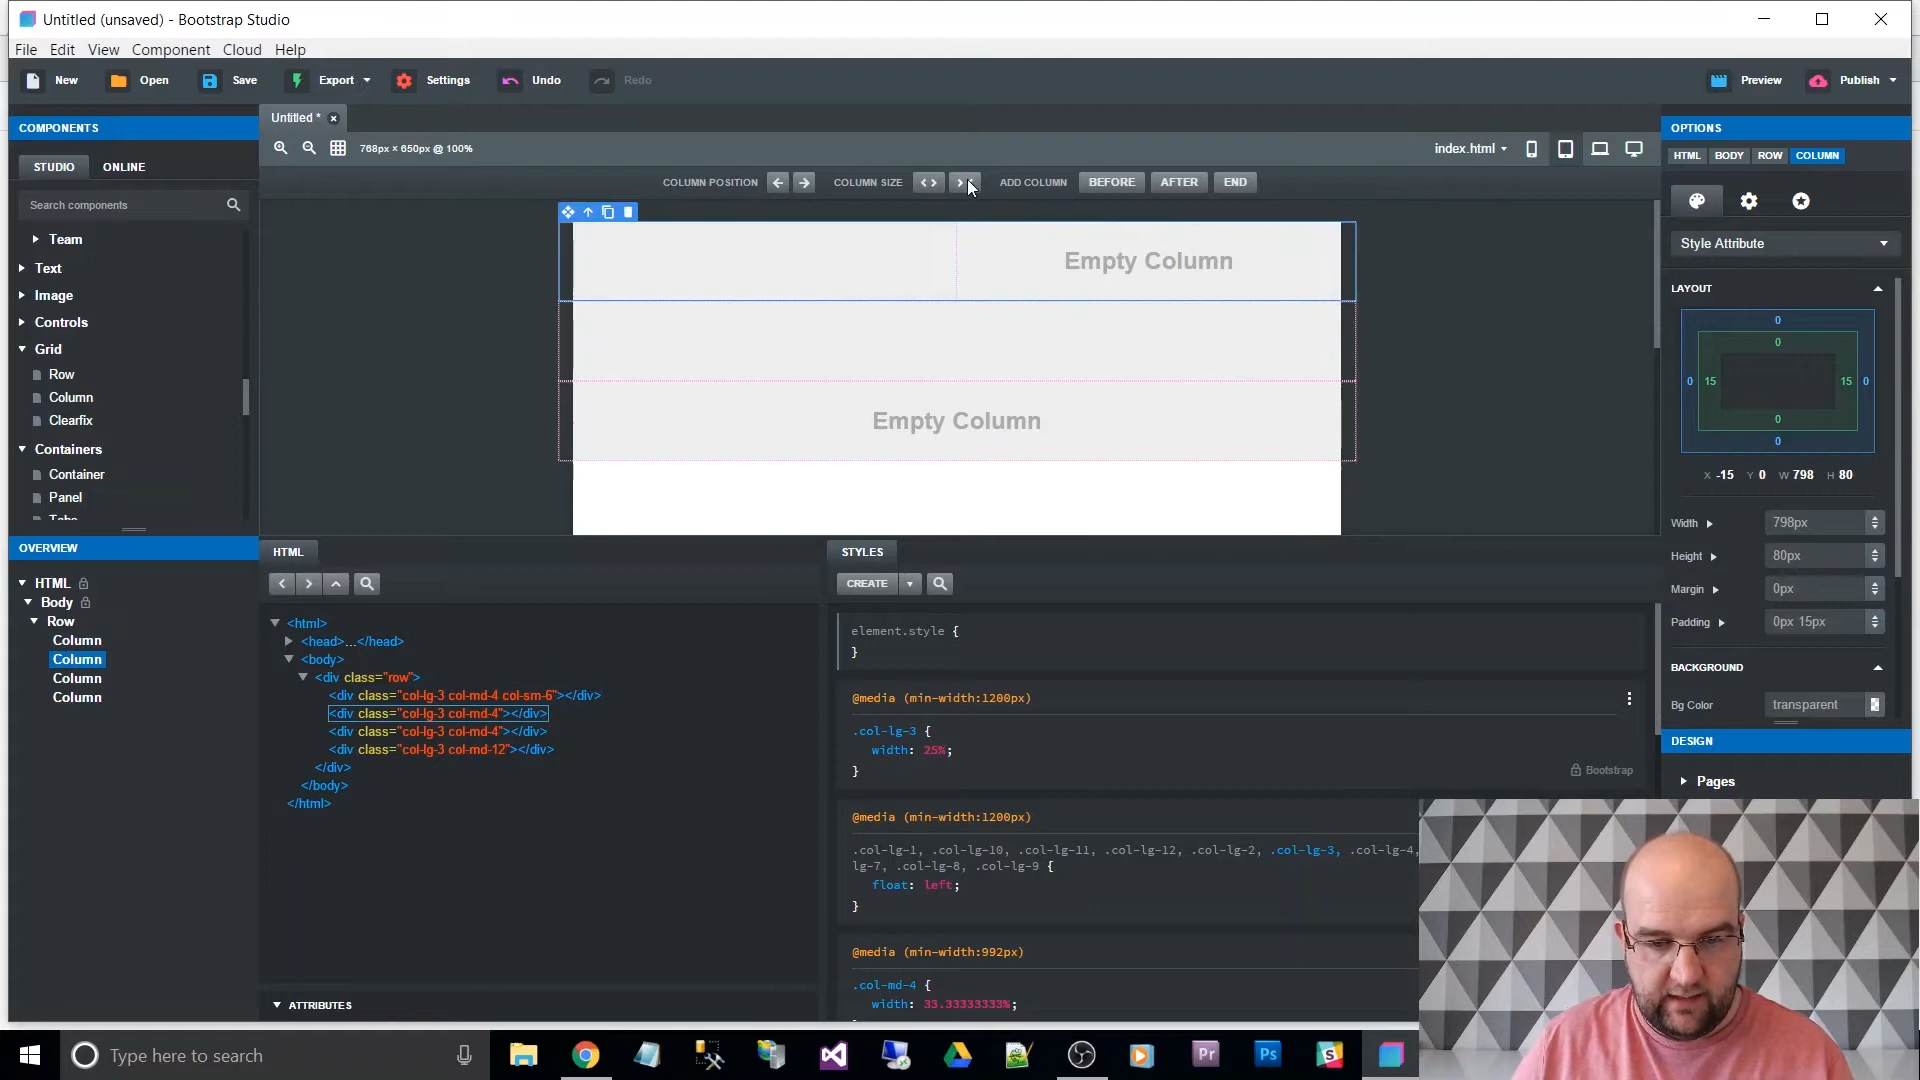 Untitled (unsaved) - Bootstrap Studio
File Edit View Component Cloud Help
New Open Save Export Settings Undo Redo Preview Publish
COMPONENTS
Untitled *
OPTIONS
STUDIO ONLINE
768px × 650px @ 100%
index.html
HTML BODY ROW COLUMN
COLUMN POSITION COLUMN SIZE ADD COLUMN BEFORE AFTER END
Search components
Team
Text
Image
Controls
Grid
Row
Column
Clearfix
Containers
Container
Panel
Empty Column
Empty Column
Style Attribute
LAYOUT
0
0
0 15 15 0
0
0
X -15 Y 0 W 798 H 80
Width 798px
Height 80px
Margin 0px
Padding 0px 15px
BACKGROUND
Bg Color transparent
DESIGN
Pages
OVERVIEW
HTML
Body
Row
Column
Column
Column
Column
HTML
<html>
<head>...</head>
<body>
<div class="row">
<div class="col-lg-3 col-md-4 col-sm-6"></div>
<div class="col-lg-3 col-md-4"></div>
<div class="col-lg-3 col-md-4"></div>
<div class="col-lg-3 col-md-12"></div>
</div>
</body>
</html>
ATTRIBUTES
STYLES
CREATE
element.style {
}
@media (min-width:1200px)
.col-lg-3 {
width: 25%;
}
Bootstrap
@media (min-width:1200px)
.col-lg-1, .col-lg-10, .col-lg-11, .col-lg-12, .col-lg-2, .col-lg-3, .col-lg-4,
lg-7, .col-lg-8, .col-lg-9 {
float: left;
}
@media (min-width:992px)
.col-md-4 {
width: 33.33333333%;
Type here to search
Pr
Ps